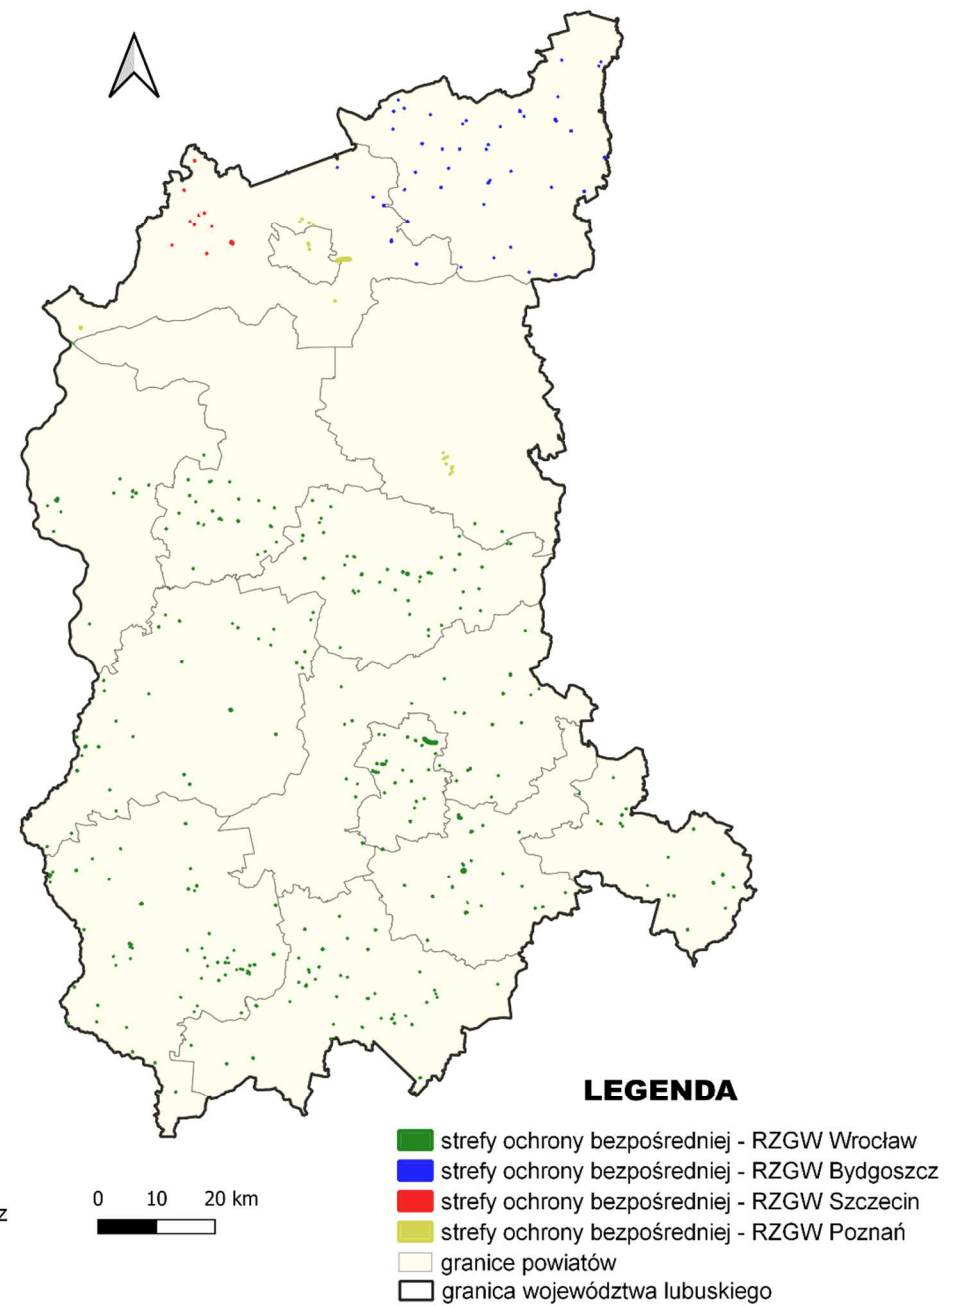 LEGENDA
strefy ochrony bezpośredniej - RZGW Wrocław
strefy ochrony bezpośredniej - RZGW Bydgoszcz
strefy ochrony bezpośredniej - RZGW Szczecin
strefy ochrony bezpośredniej - RZGW Poznań
granice powiatów
granica województwa lubuskiego
0 10 20 km
z